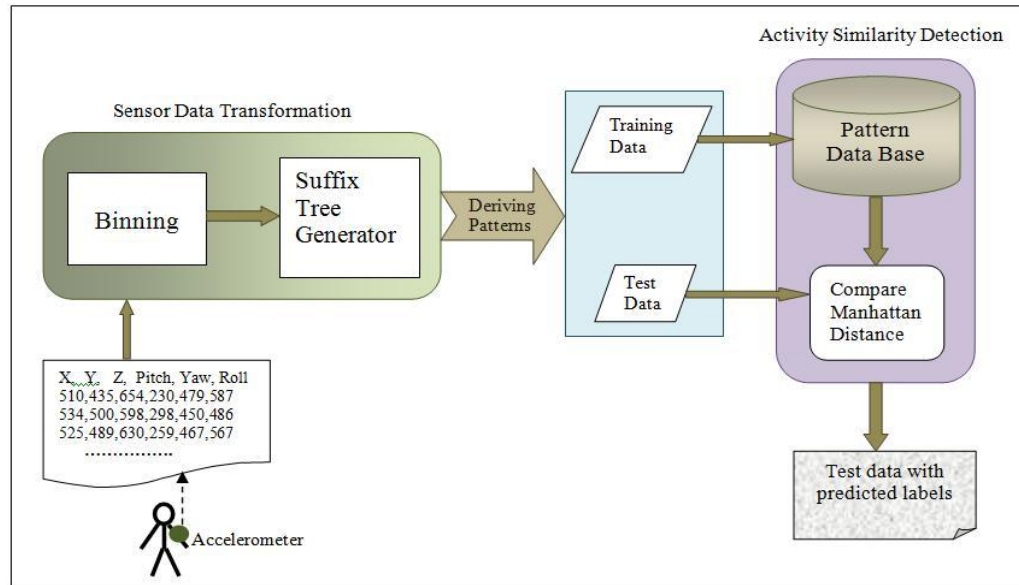 Activity Similarity Detection
Sensor Data Transformation
Binning
Suffix
Tree
Generator
Deriving
Patterns
Training
Data
Test
Data
Pattern
Data Base
Compare
Manhattan
Distance
X, Y, Z, Pitch, Yaw, Roll
510,435,654,230,479,587
534,500,598,298,450,486
525,489,630,259,467,567
................
Accelerometer
Test data with
predicted labels